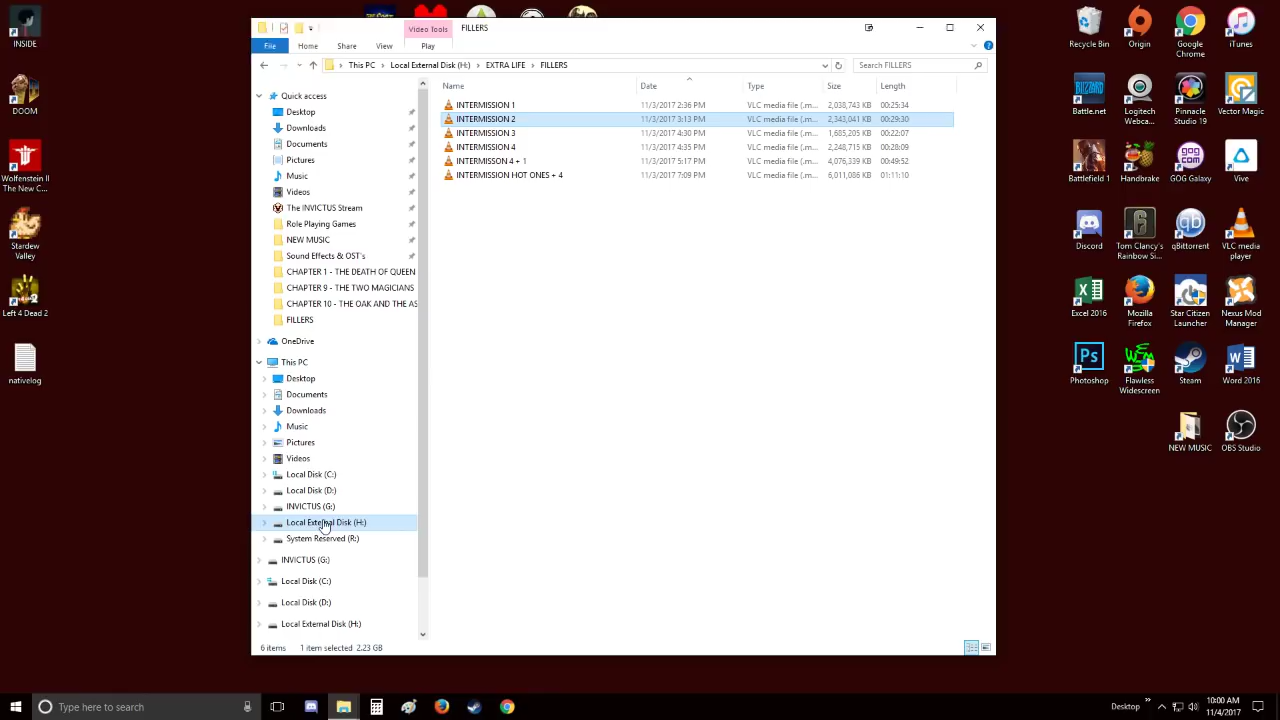 INSIDE
DOOM
Wolfenstein II
The New C...
Stardew
Valley
Left 4 Dead 2
nativelog
Video Tools
FILLERS
File
Home
Share
View
Play
This PC
Local External Disk (H:)
EXTRA LIFE
FILLERS
Search FILLERS
Quick access
Desktop
Downloads
Documents
Pictures
Music
Videos
The INVICTUS Stream
Role Playing Games
NEW MUSIC
Sound Effects & OST's
CHAPTER 1 - THE DEATH OF QUEEN
CHAPTER 9 - THE TWO MAGICIANS
CHAPTER 10 - THE OAK AND THE AS
FILLERS
OneDrive
This PC
Desktop
Documents
Downloads
Music
Pictures
Videos
Local Disk (C:)
Local Disk (D:)
INVICTUS (G:)
Local External Disk (H:)
System Reserved (R:)
INVICTUS (G:)
Local Disk (C:)
Local Disk (D:)
Local External Disk (H:)
Name Date Type Size Length
INTERMISSION 1 11/3/2017 2:36 PM VLC media file (.m... 2,038,743 KB 00:25:34
INTERMISSION 2 11/3/2017 3:13 PM VLC media file (.m... 2,343,041 KB 00:29:30
INTERMISSION 3 11/3/2017 4:30 PM VLC media file (.m... 1,685,205 KB 00:22:07
INTERMISSION 4 11/3/2017 4:35 PM VLC media file (.m... 2,248,715 KB 00:28:09
INTERMISSON 4 + 1 11/3/2017 5:17 PM VLC media file (.m... 4,076,339 KB 00:49:52
INTERMISSION HOT ONES + 4 11/3/2017 7:09 PM VLC media file (.m... 6,011,086 KB 01:11:10
6 items 1 item selected 2.23 GB
Recycle Bin
Origin
Google
Chrome
iTunes
BLIZZARD
Battle.net
Logitech
Webca...
Pinnacle
Studio 19
Vector Magic
Battlefield 1
Handbrake
gog
com
GOG Galaxy
Vive
Discord
Tom Clancy's
Rainbow Si...
qb
qBittorrent
VLC media
player
Excel 2016
Mozilla
Firefox
Star Citizen
Launcher
Nexus Mod
Manager
Ps
Photoshop
Flawless
Widescreen
Steam
Word 2016
NEW MUSIC
OBS Studio
Type here to search
Desktop
10:00 AM
11/4/2017